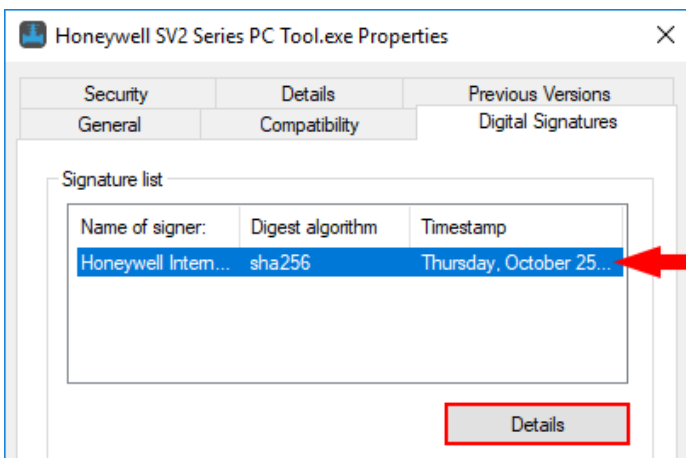 Honeywell SV2 Series PC Tool.exe Properties
Security Details Previous Versions
General Compatibility Digital Signatures
Signature list
Name of signer: Digest algorithm Timestamp
Honeywell Intern... sha256 Thursday, October 25...
Details